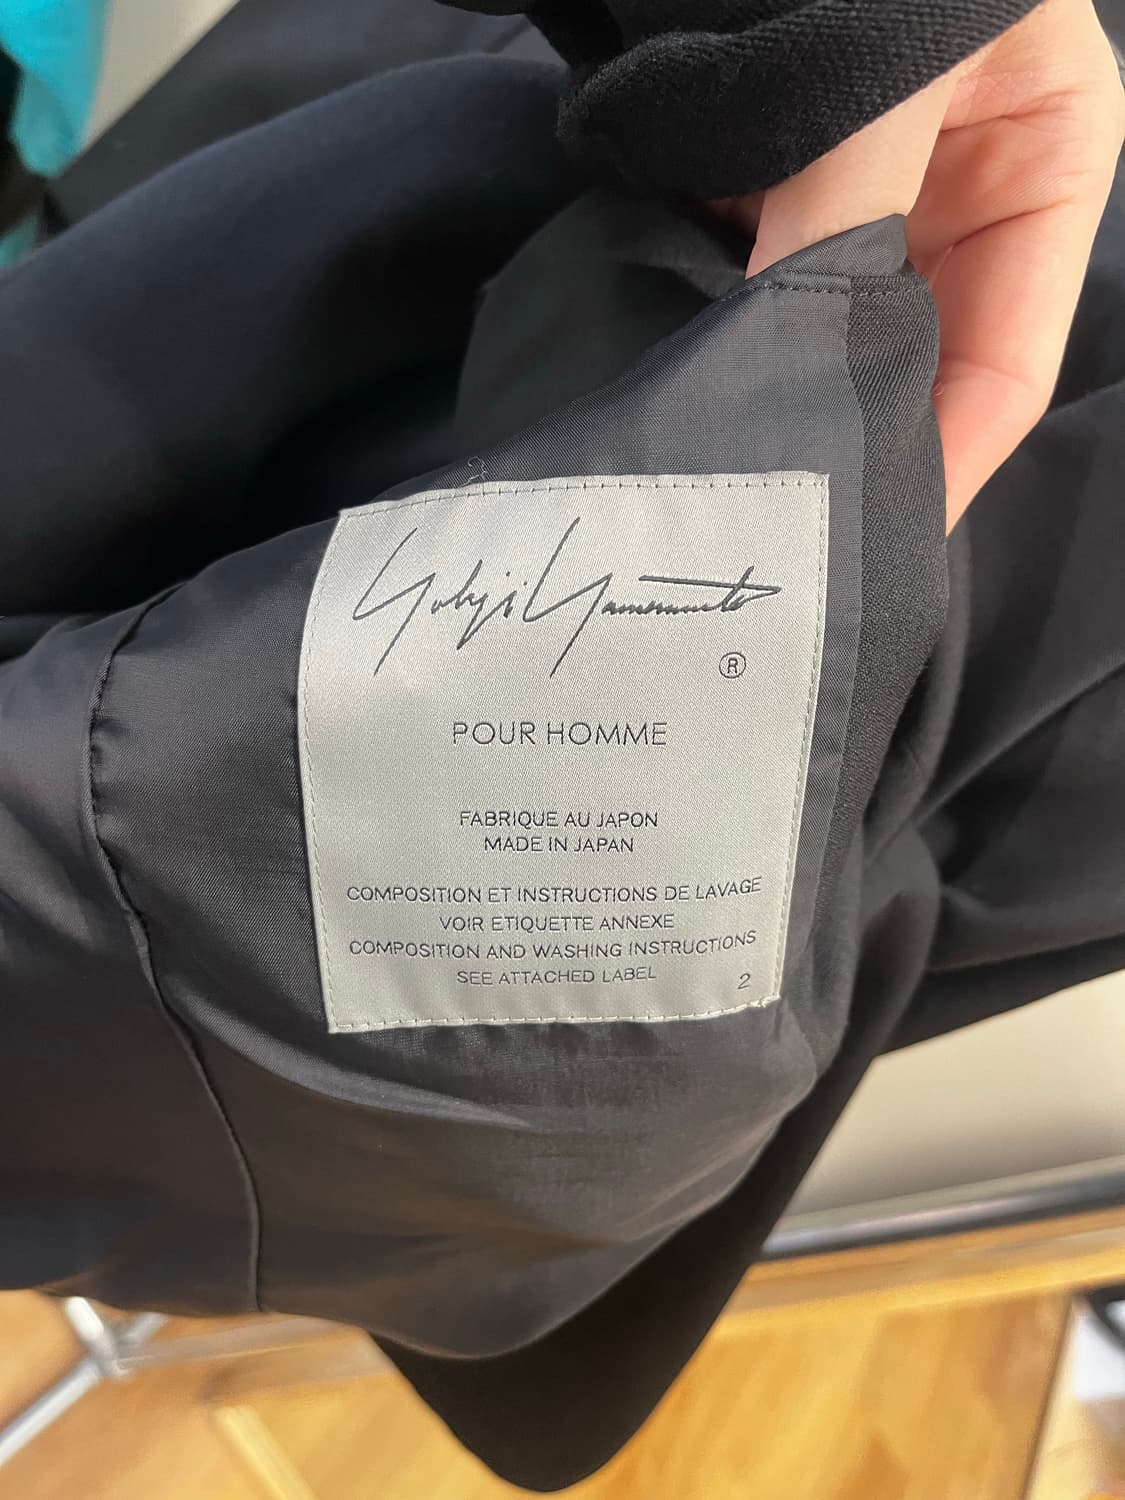 Yohji Yamamoto
®
POUR HOMME
FABRIQUE AU JAPON
MADE IN JAPAN
COMPOSITION ET INSTRUCTIONS DE LAVAGE
VOIR ETIQUETTE ANNEXE
COMPOSITION AND WASHING INSTRUCTIONS
SEE ATTACHED LABEL
2